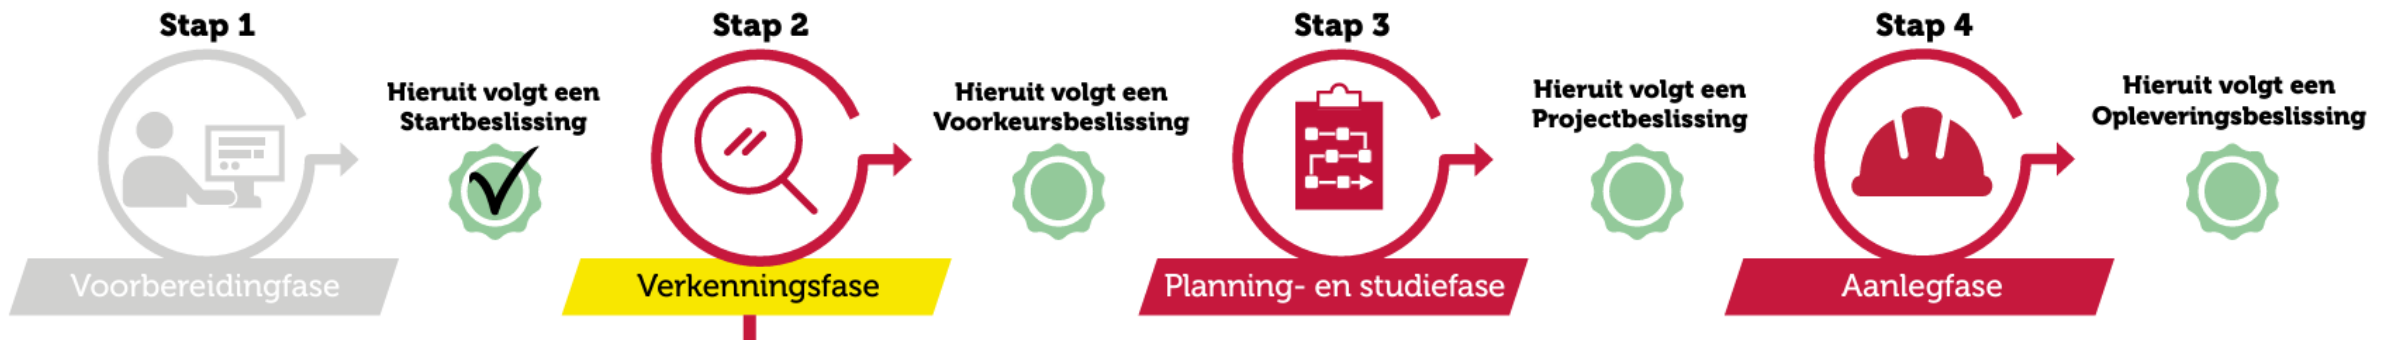 Stap 1
Hieruit volgt een
Startbeslissing
Voorbereidingfase
Stap 2
Hieruit volgt een
Voorkeursbeslissing
Verkenningsfase
Stap 3
Hieruit volgt een
Projectbeslissing
Planning- en studiefase
Stap 4
Hieruit volgt een
Opleveringsbeslissing
Aanlegfase